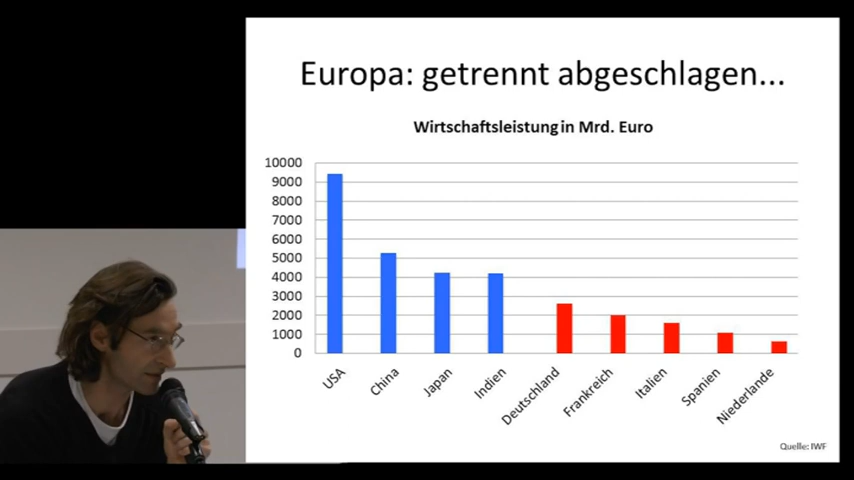 Europa: getrennt abgeschlagen...
Wirtschaftsleistung in Mrd. Euro
10000
9000
8000
7000
6000
5000
4000
3000
2000
1000
0
USA
China
Japan
Indien
Deutschland
Frankreich
Italien
Spanien
Niederlande
Quelle: IWF